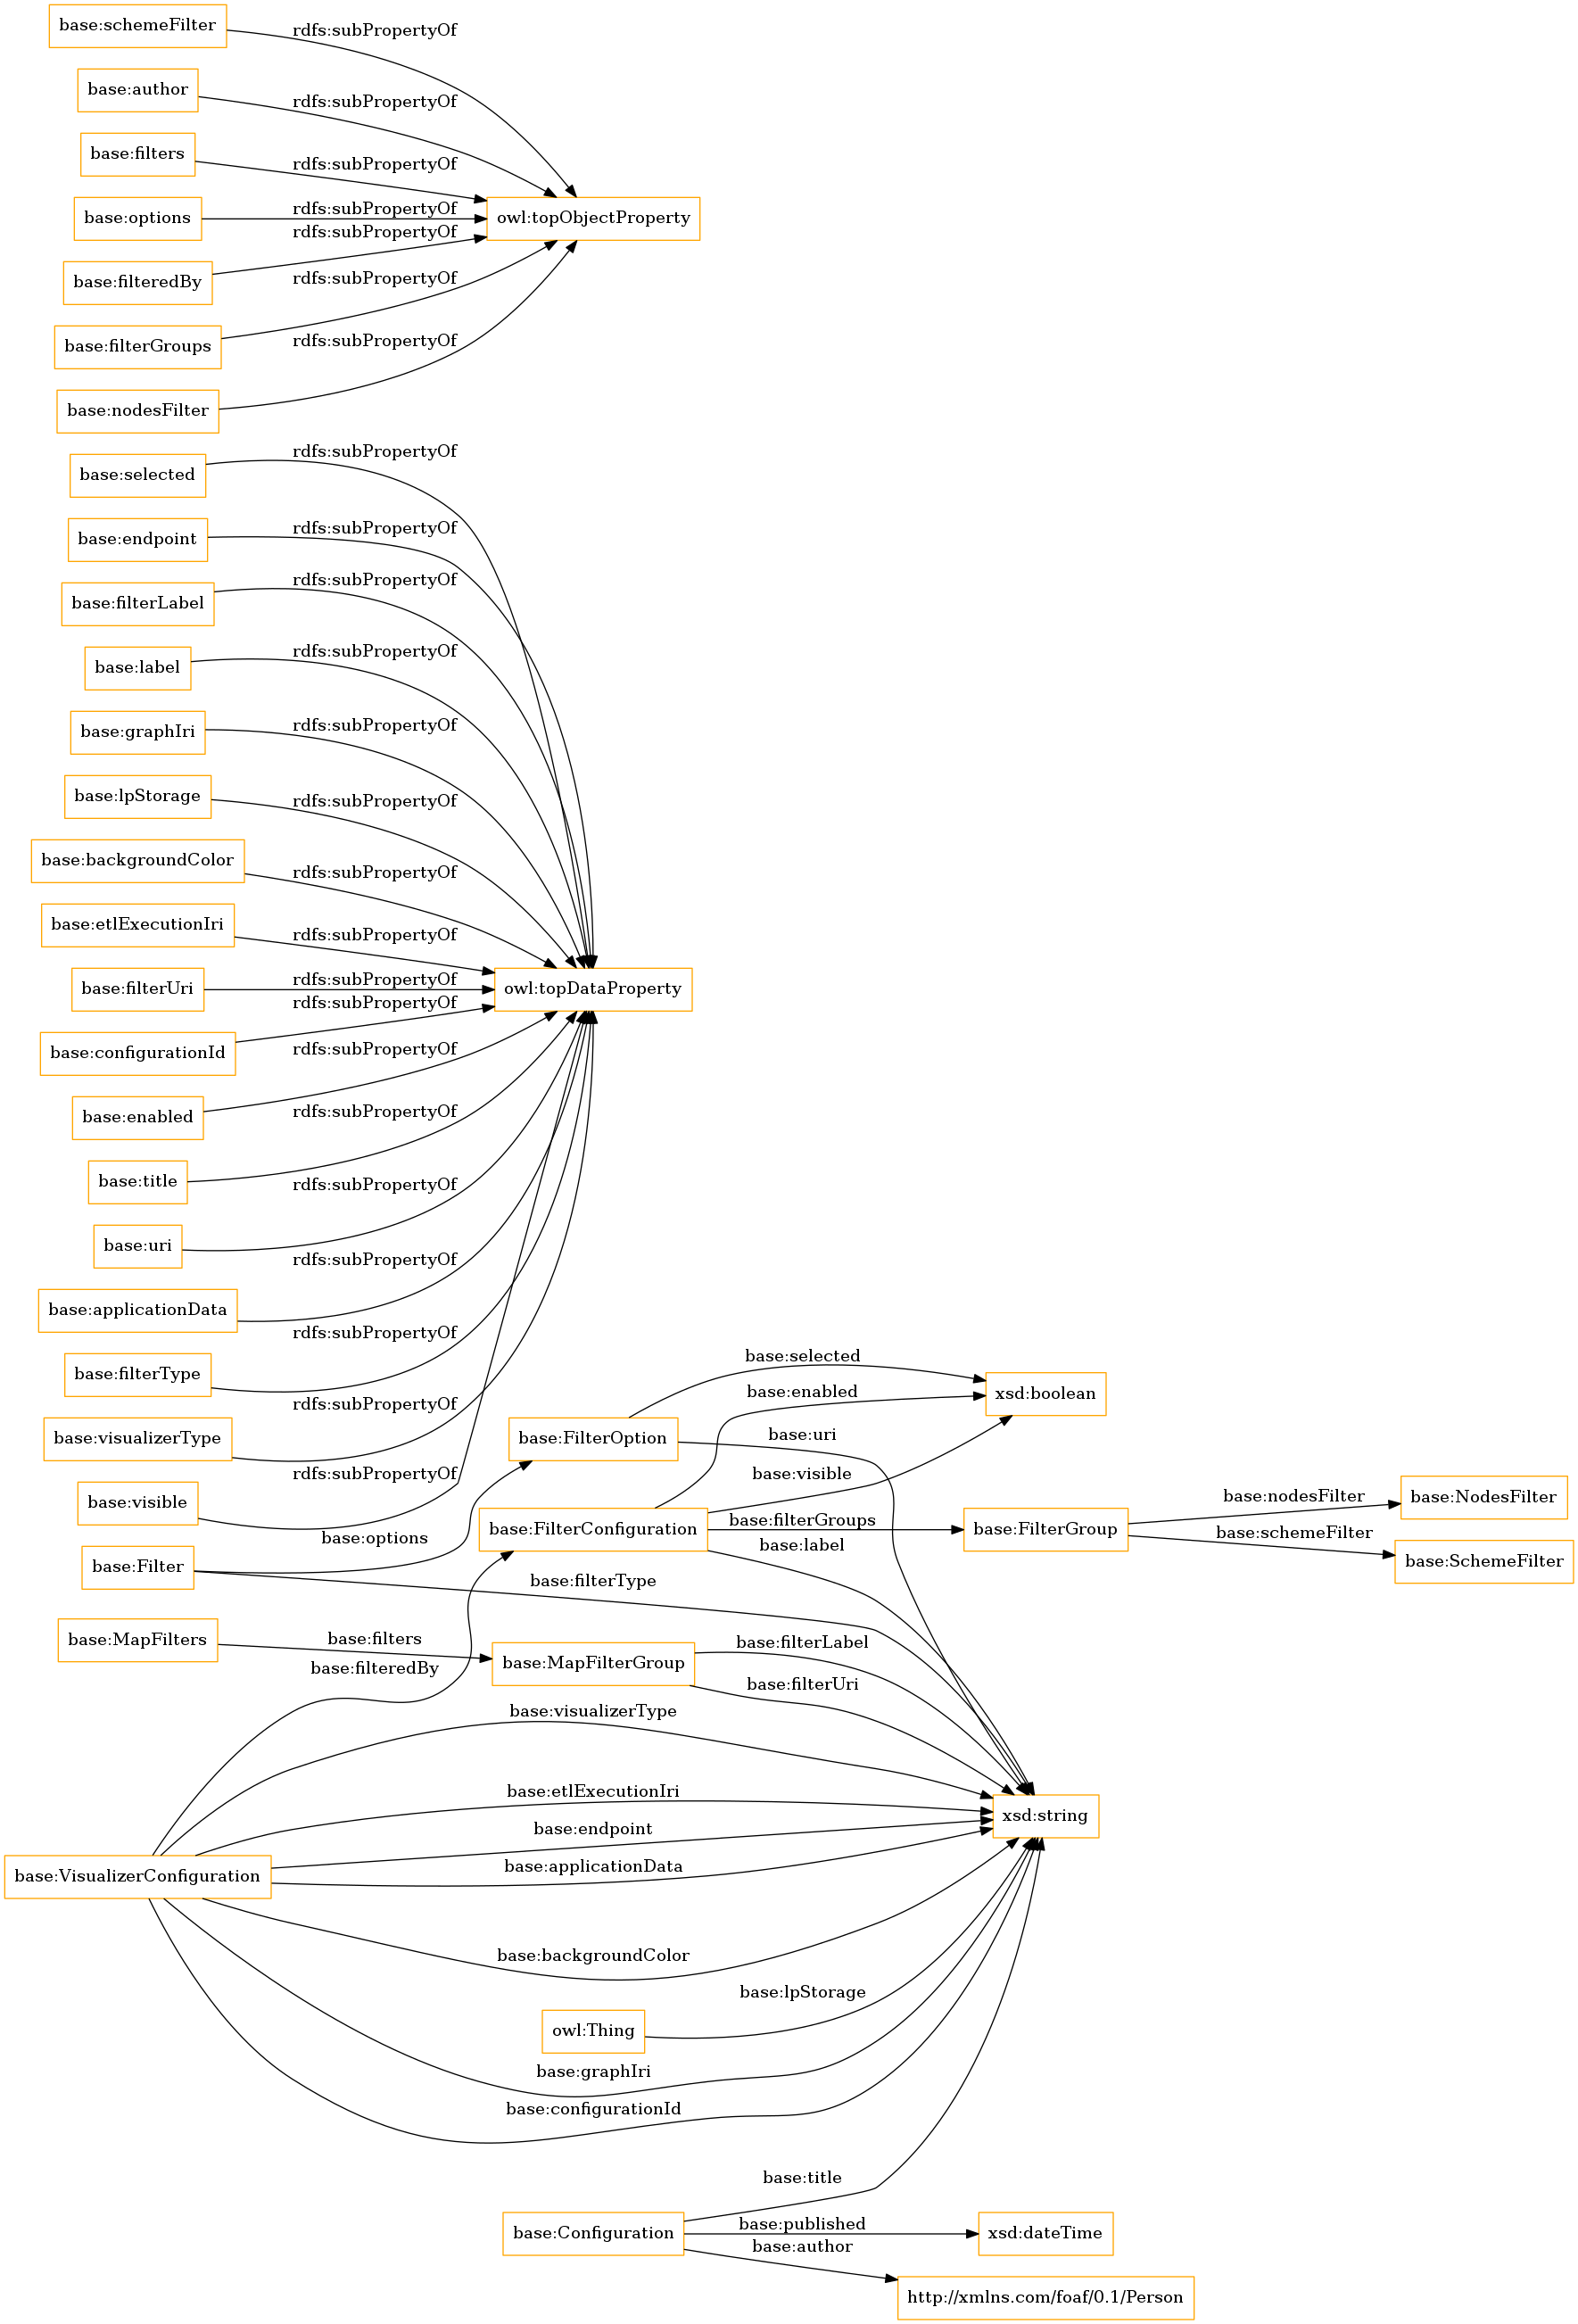 base:schemeFilter
rdfs:subPropertyOf
base:author
rdfs:subPropertyOf
base:filters
rdfs:subPropertyOf
base:options
rdfs:subPropertyOf
owl:topObjectProperty
rdfs:subPropertyOf
base:filteredBy
rdfs:subPropertyOf
base:filterGroups
rdfs:subPropertyOf
base:nodesFilter
rdfs:subPropertyOf
base:selected
rdfs:subPropertyOf
base:endpoint
rdfs:subPropertyOf
base:filterLabel
rdfs:subPropertyOf
base:label
rdfs:subPropertyOf
base:graphIri
rdfs:subPropertyOf
base:lpStorage
rdfs:subPropertyOf
base:backgroundColor
rdfs:subPropertyOf
base:etlExecutionIri
rdfs:subPropertyOf
base:filterUri
rdfs:subPropertyOf
owl:topDataProperty
rdfs:subPropertyOf
base:configurationId
rdfs:subPropertyOf
base:enabled
rdfs:subPropertyOf
base:title
rdfs:subPropertyOf
base:uri
rdfs:subPropertyOf
base:applicationData
rdfs:subPropertyOf
base:filterType
rdfs:subPropertyOf
base:visualizerType
rdfs:subPropertyOf
base:visible
base:selected
base:enabled
xsd:boolean
base:FilterOption
base:uri
base:visible
base:options
base:Filter
base:FilterConfiguration
base:filterGroups
base:label
base:FilterGroup
base:nodesFilter
base:NodesFilter
base:schemeFilter
base:SchemeFilter
base:filterType
base:MapFilters
base:filters
base:filteredBy
base:MapFilterGroup
base:filterLabel
base:filterUri
base:visualizerType
base:etlExecutionIri
xsd:string
base:endpoint
base:applicationData
base:VisualizerConfiguration
base:backgroundColor
base:lpStorage
owl:Thing
base:graphIri
base:configurationId
base:title
base:Configuration
base:published
xsd:dateTime
base:author
http://xmlns.com/foaf/0.1/Person